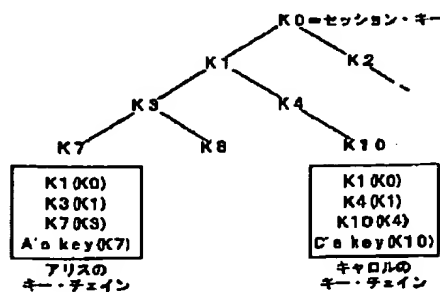 K0=セッション・キー
K1 K2
K3 K4
K7 K8 K10
K1(K0)
K3(K1)
K7(K3)
A's key(K7)
アリスの
キー・チェイン
K1(K0)
K4(K1)
K10(K4)
C's key(K10)
キャロルの
キー・チェイン